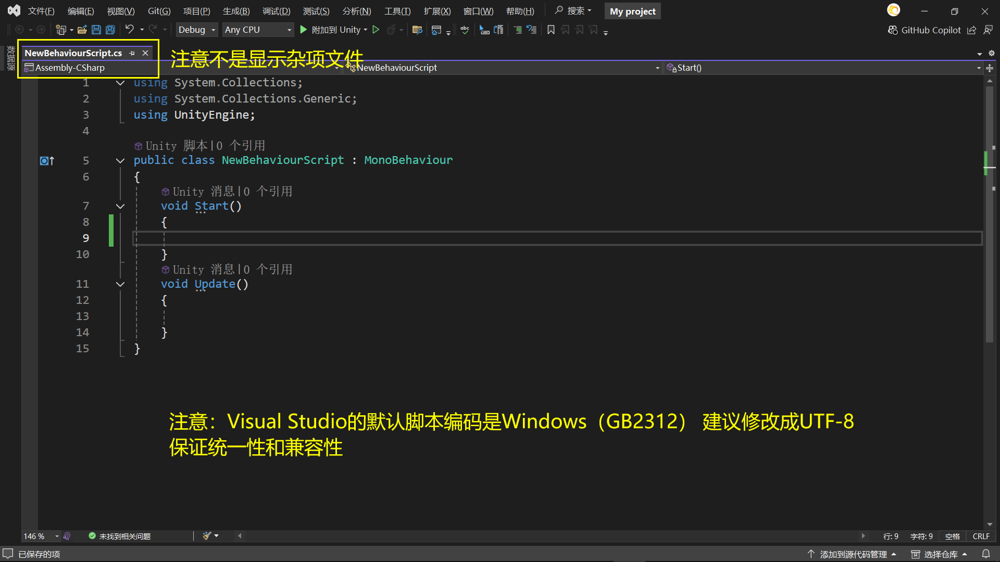 文件(F) 编辑(E) 视图(V) Git(G) 项目(P) 生成(B) 调试(D) 测试(S) 分析(N) 工具(T) 扩展(X) 窗口(W) 帮助(H) 搜索 My project
Debug Any CPU 附加到 Unity abc GitHub Copilot
数据源
NewBehaviourScript.cs
注意不是显示杂项文件
Assembly-CSharp NewBehaviourScript Start()
1 using System.Collections;
2 using System.Collections.Generic;
3 using UnityEngine;
4
Unity 脚本|0 个引用
5 public class NewBehaviourScript : MonoBehaviour
6 {
Unity 消息|0 个引用
7 void Start()
8 {
9
10 }
Unity 消息|0 个引用
11 void Update()
12 {
13
14 }
15 }
注意：Visual Studio的默认脚本编码是Windows（GB2312） 建议修改成UTF-8
保证统一性和兼容性
146 % 未找到相关问题 行: 9 字符: 9 空格 CRLF
已保存的项 添加到源代码管理 选择仓库